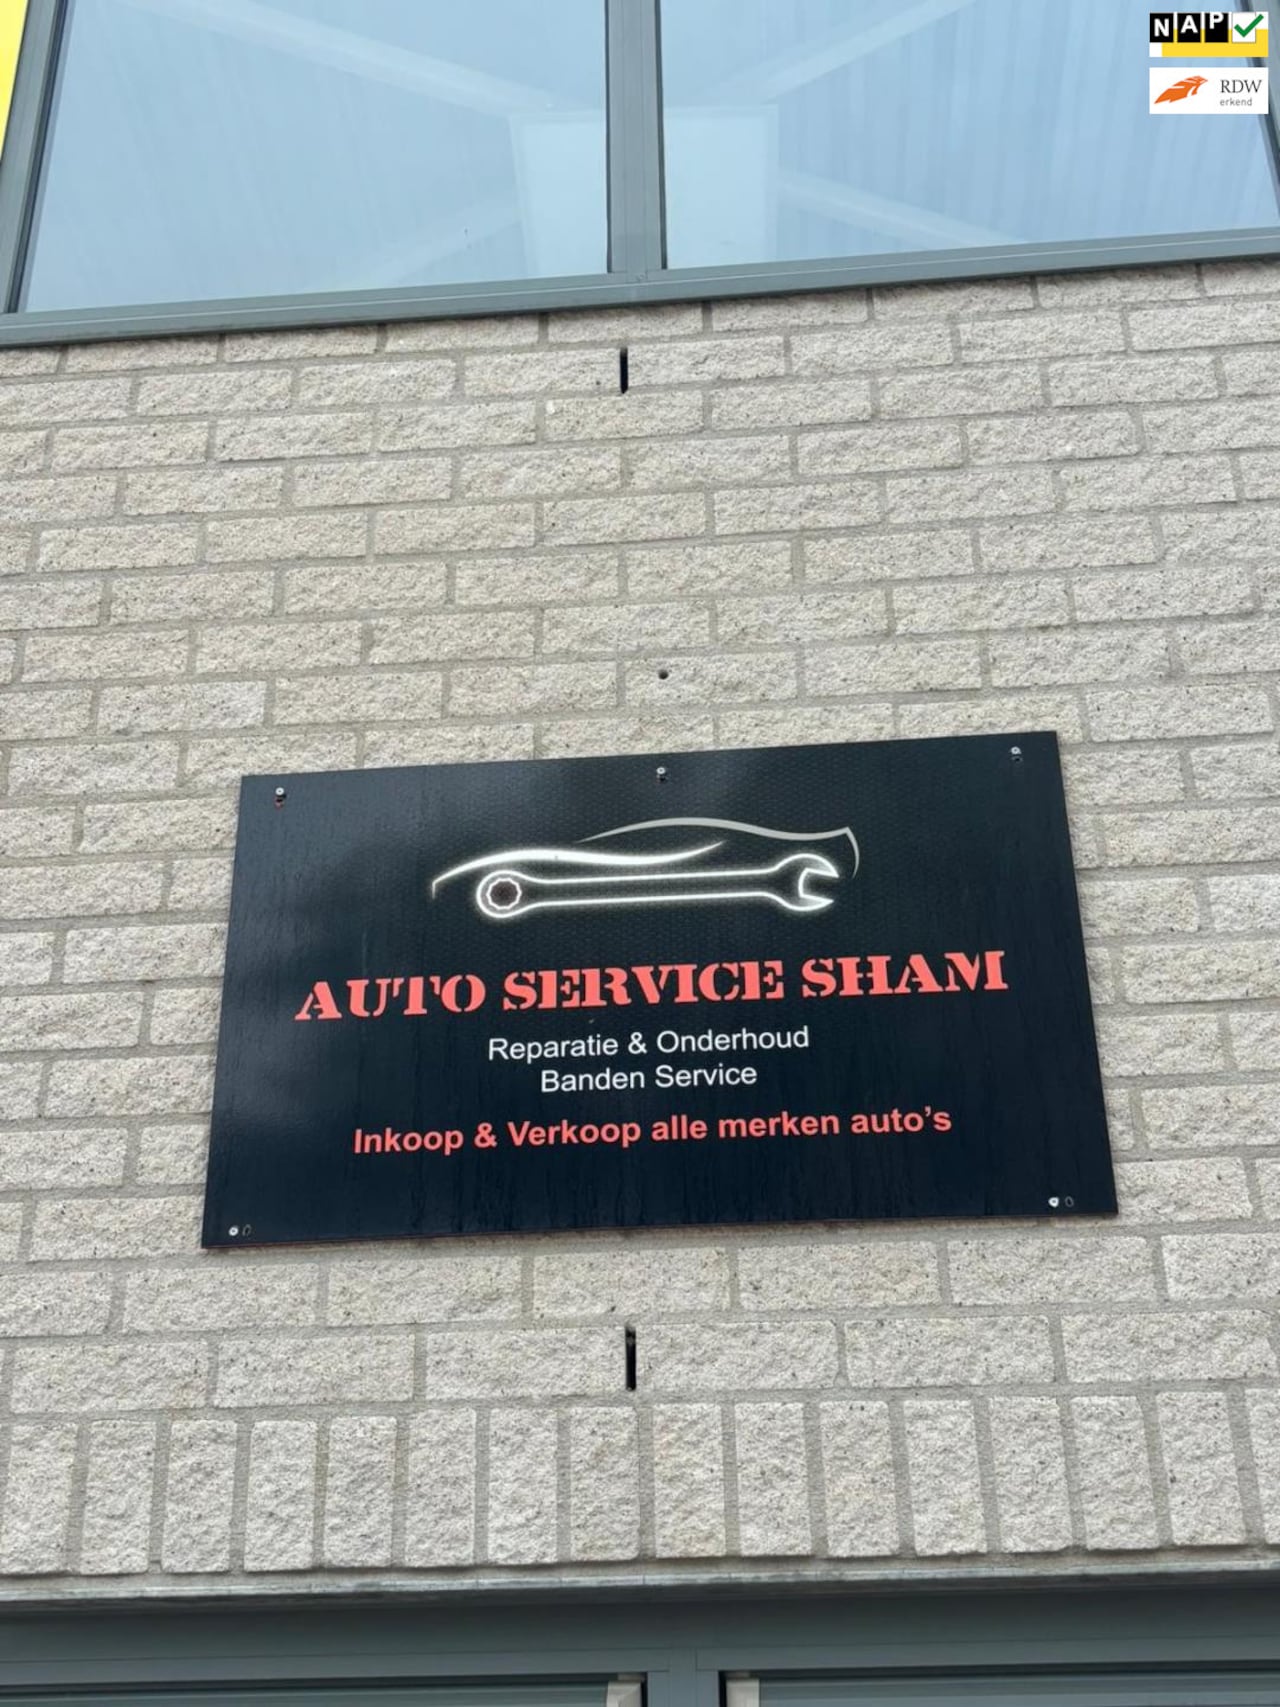 NAP
RDW
erkend
AUTO SERVICE SHAM
Reparatie & Onderhoud
Banden Service
Inkoop & Verkoop alle merken auto's